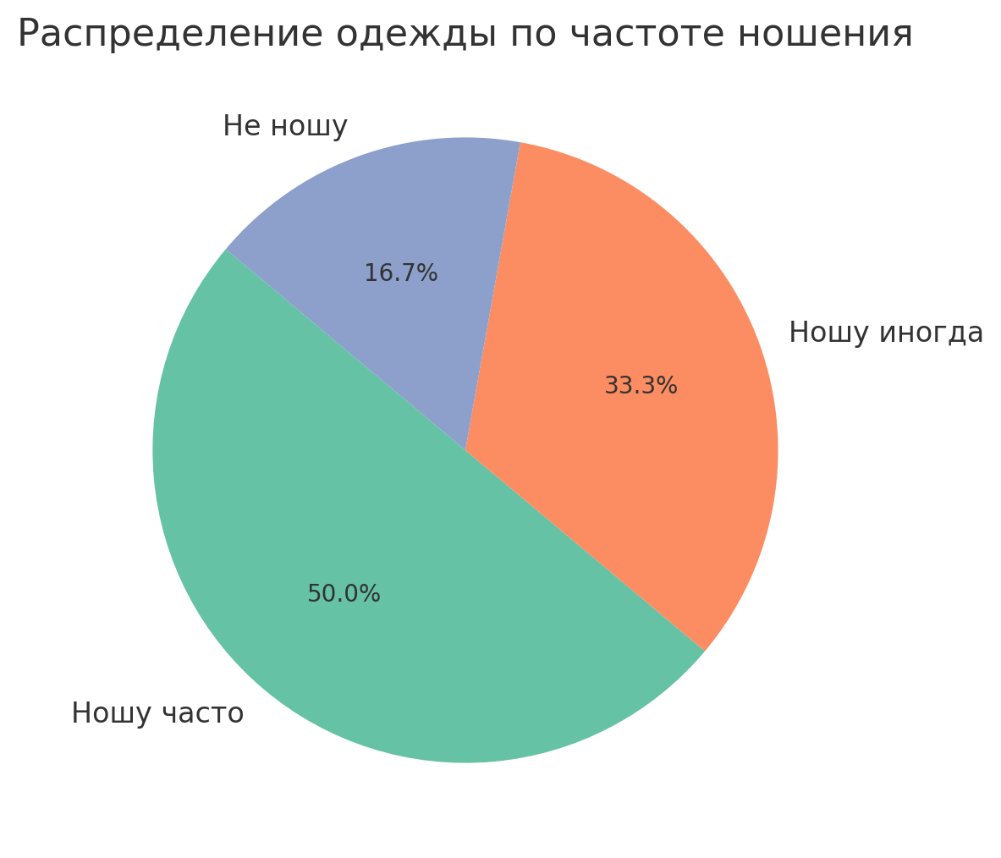 Распределение одежды по частоте ношения
Не ношу
16.7%
Ношу иногда
33.3%
50.0%
Ношу часто